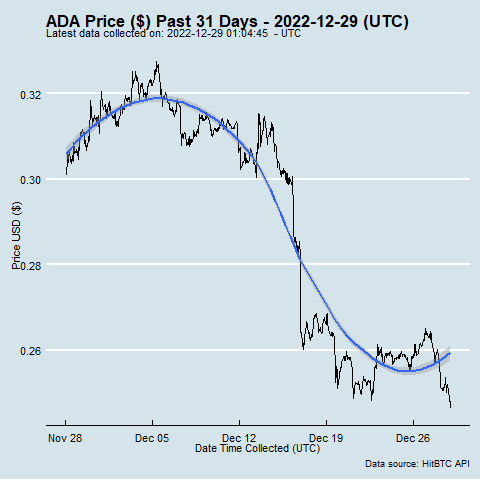 ADA Price ($) Past 31 Days - 2022-12-29 (UTC)
Latest data collected on: 2022-12-29 01:04:45 - UTC
Price USD ($)
0.32
0.30
0.28
0.26
Nov 28 Dec 05 Dec 12 Dec 19 Dec 26
Date Time Collected (UTC)
Data source: HitBTC API